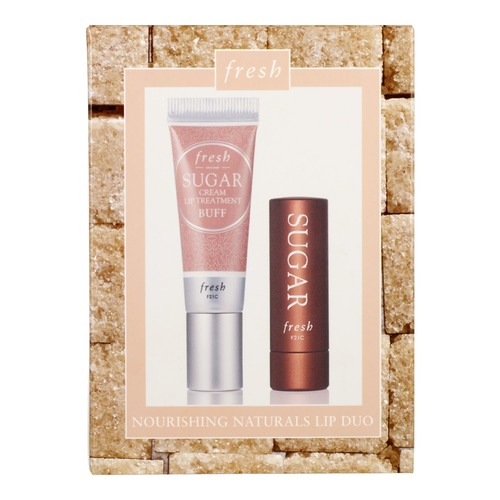 fresh
fresh
SUGAR
CREAM
LIP TREATMENT
BUFF
fresh
F21C
SUGAR
fresh
F21C
NOURISHING NATURALS LIP DUO